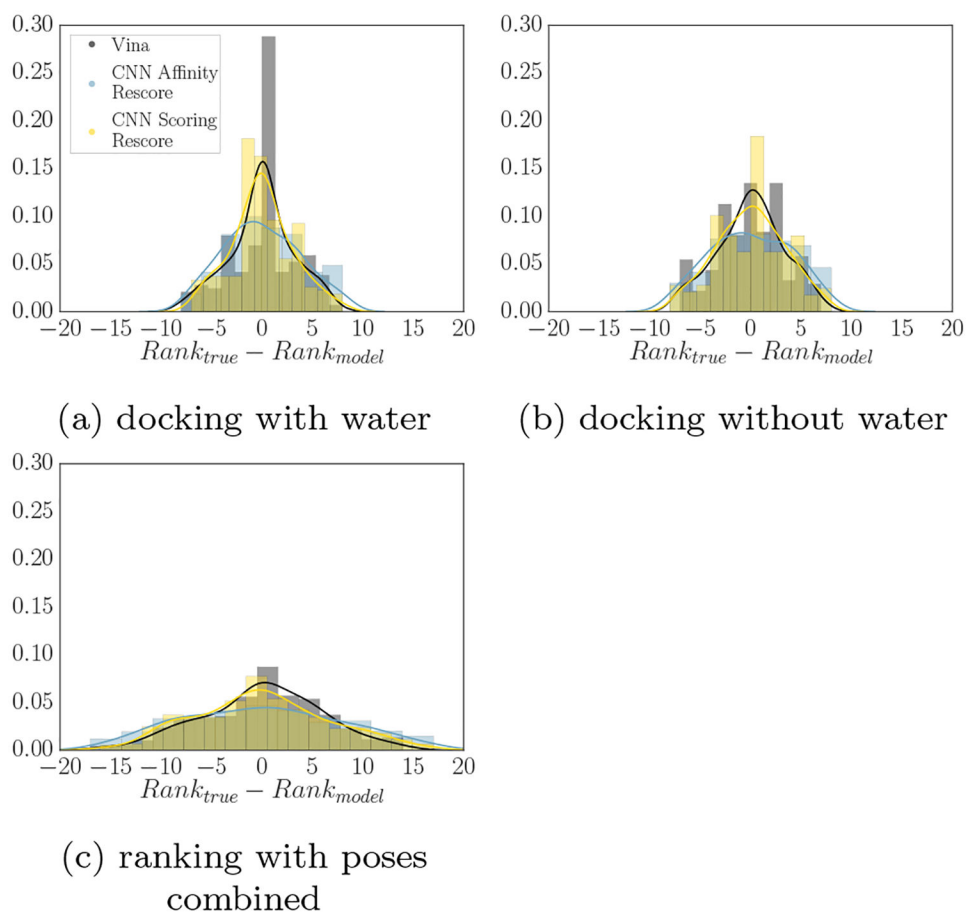 0.30
0.25
0.20
0.15
0.10
0.05
0.00
Vina
CNN Affinity
Rescore
CNN Scoring
Rescore
−20 −15 −10 −5 0 5 10 15 20
Rank_true − Rank_model
(a) docking with water
0.30
0.25
0.20
0.15
0.10
0.05
0.00
−20 −15 −10 −5 0 5 10 15 20
Rank_true − Rank_model
(b) docking without water
0.30
0.25
0.20
0.15
0.10
0.05
0.00
−20 −15 −10 −5 0 5 10 15 20
Rank_true − Rank_model
(c) ranking with poses
combined